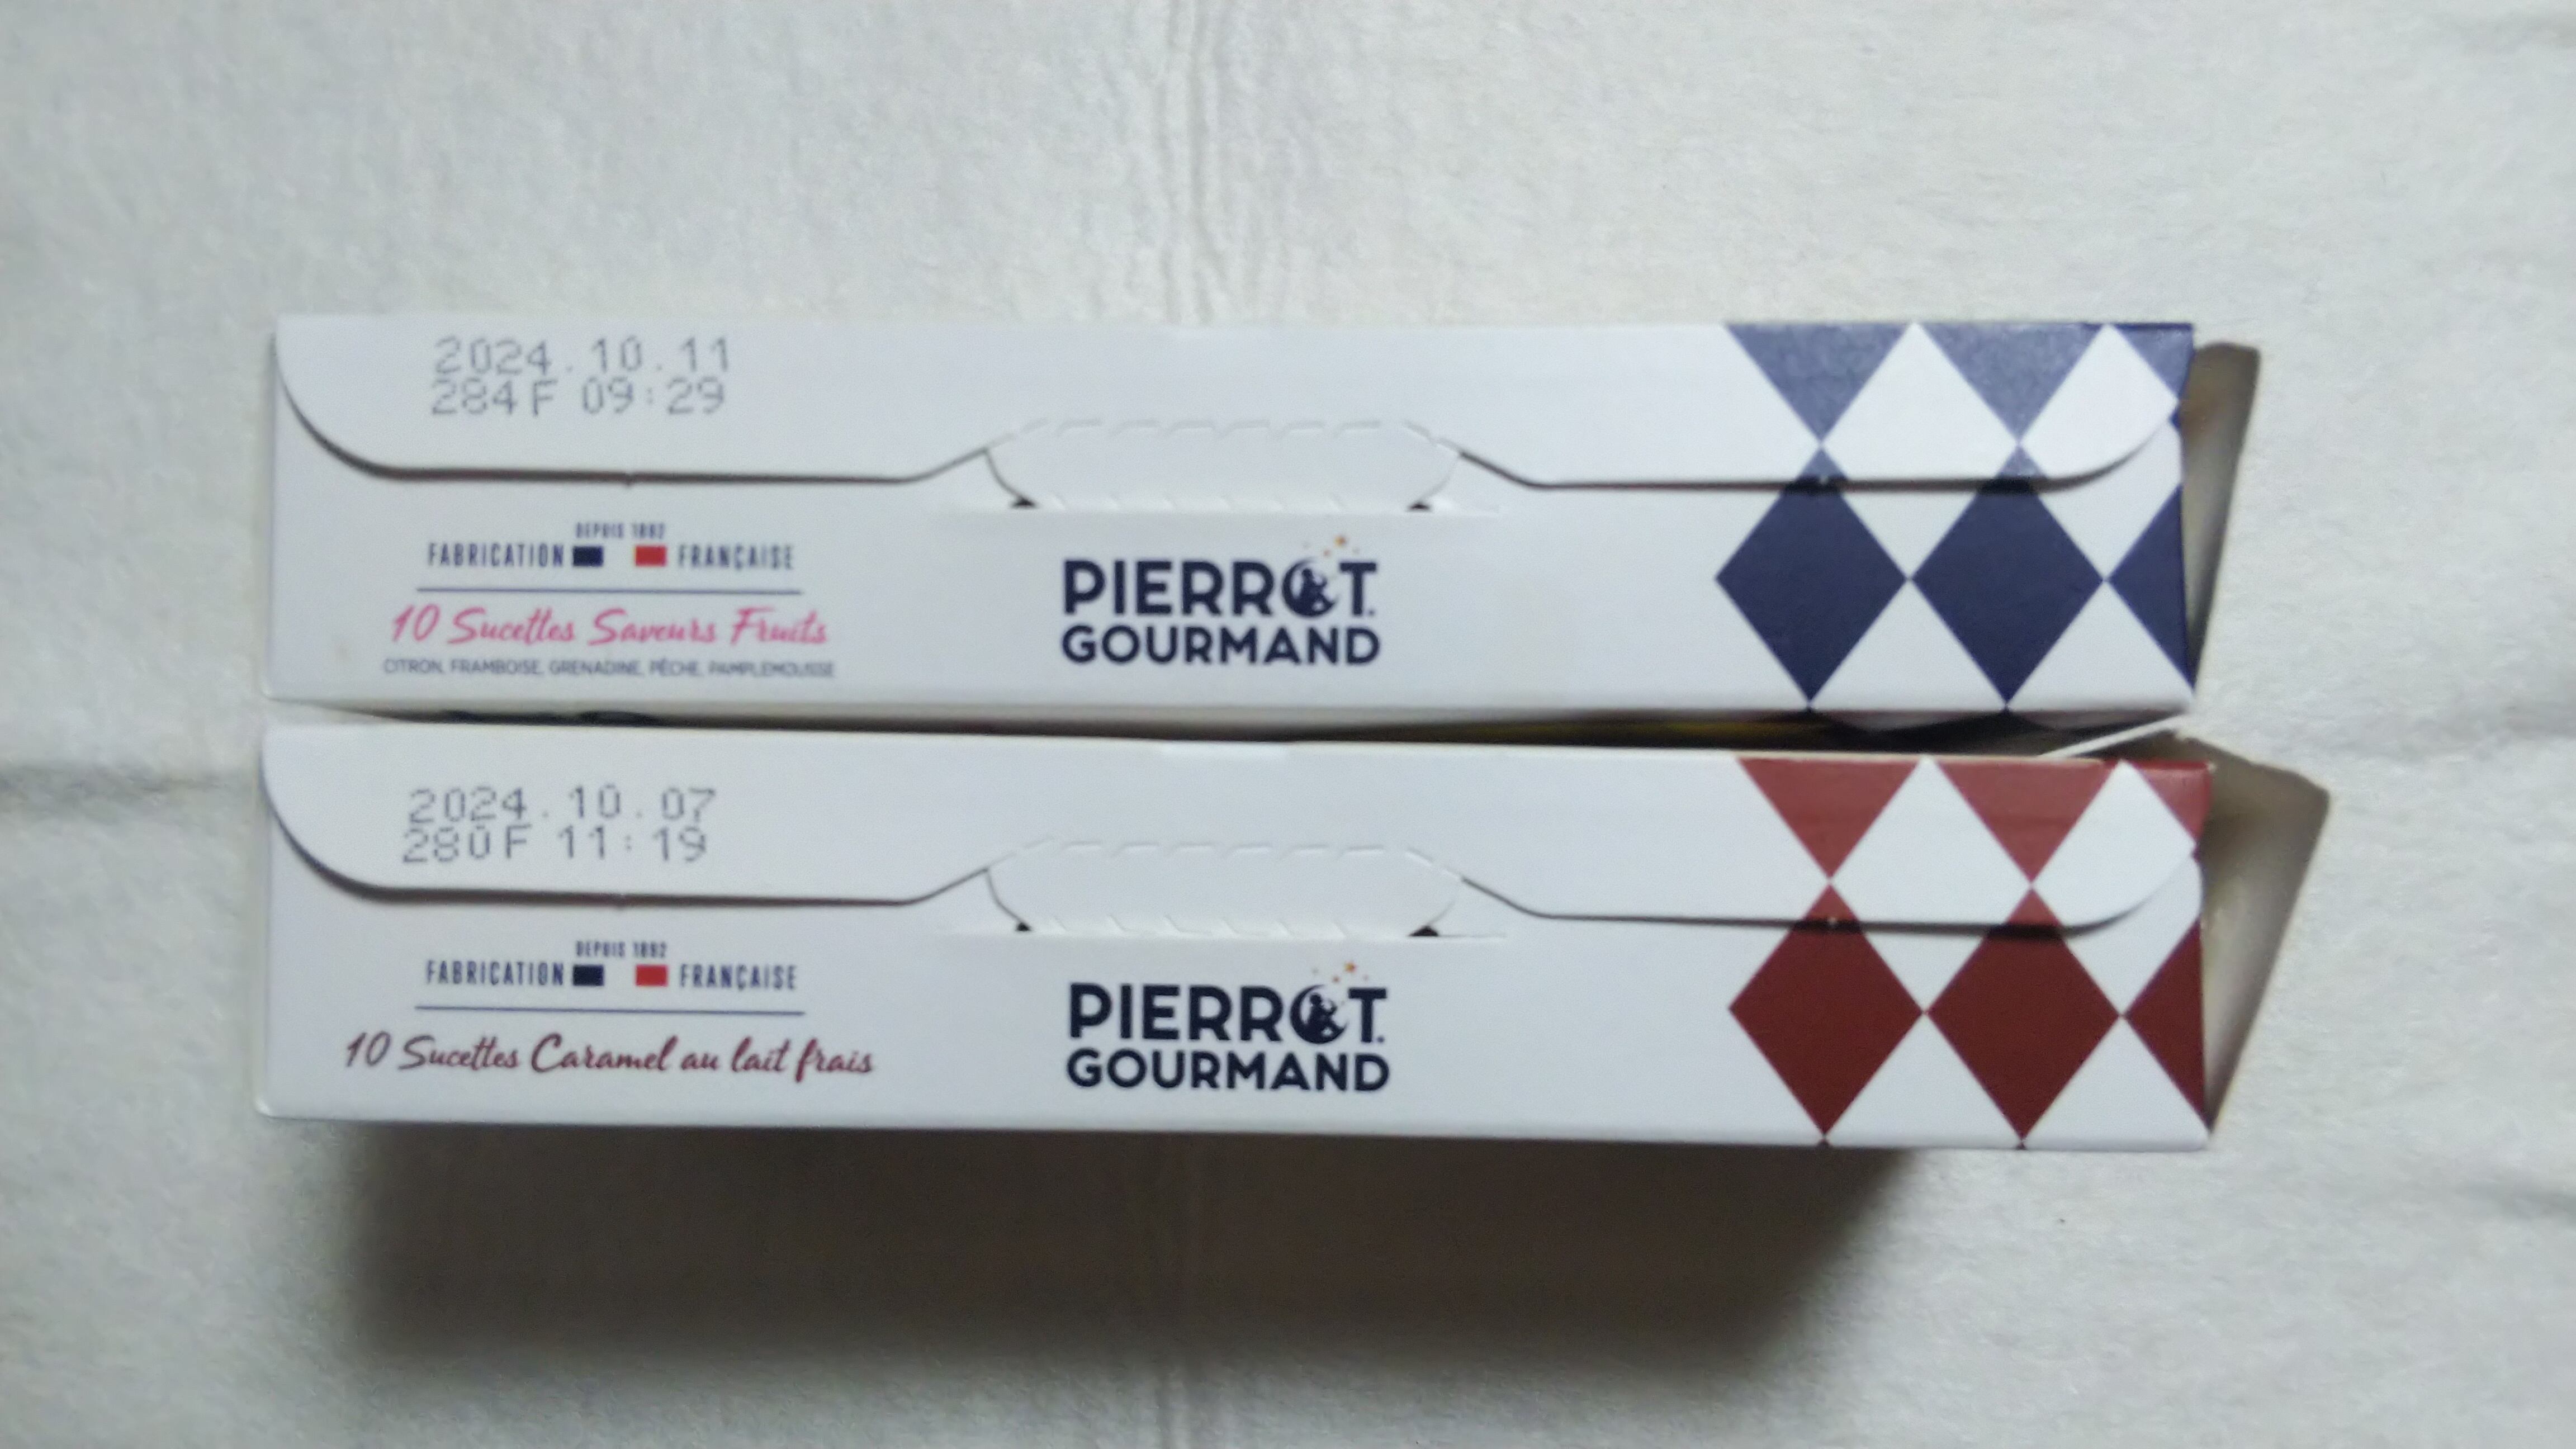 2024.10.11
284F 09:29
DEPUIS 1892
FABRICATION FRANÇAISE
10 Sucettes Saveurs Fruits
CITRON, FRAMBOISE, GRENADINE, PÊCHE, PAMPLEMOUSSE
PIERROT
GOURMAND
2024.10.07
280F 11:19
DEPUIS 1892
FABRICATION FRANÇAISE
10 Sucettes Caramel au lait frais
PIERROT
GOURMAND